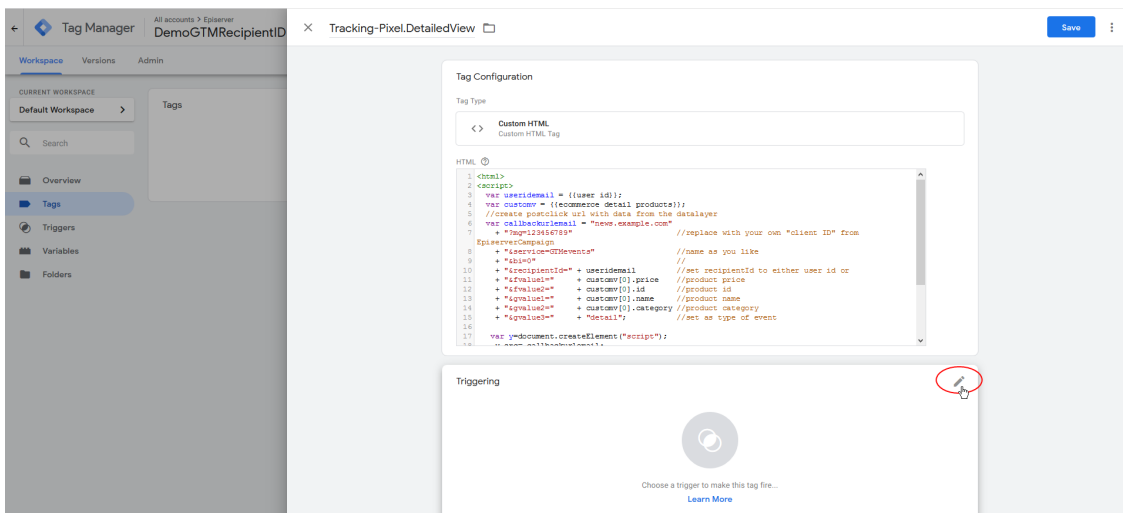 All accounts > Episerver
Tag Manager
DemoGTMRecipientID
Tracking-Pixel.DetailedView
Save
Workspace Versions Admin
CURRENT WORKSPACE
Default Workspace
Search
Overview
Tags
Triggers
Variables
Folders
Tags
Tag Configuration
Tag Type
Custom HTML
Custom HTML Tag
HTML
1 <html>
2 <script>
3 var useridemail = {{user id}};
4 var customv = {{ecommerce detail products}};
5 //create postclick url with data from the datalayer
6 var callbackurlemail = "news.example.com"
7 + "?mg=123456789" //replace with your own "client ID" from
EpiserverCampaign
8 + "&service=GTMevents" //name as you like
9 + "&bi=0" //
10 + "&recipientId=" + useridemail //set recipientId to either user id or
11 + "&fvalue1=" + customv[0].price //product price
12 + "&fvalue2=" + customv[0].id //product id
13 + "&gvalue1=" + customv[0].name //product name
14 + "&gvalue2=" + customv[0].category //product category
15 + "&gvalue3=" + "detail"; //set as type of event
16
17 var y=document.createElement("script");
Triggering
Choose a trigger to make this tag fire...
Learn More